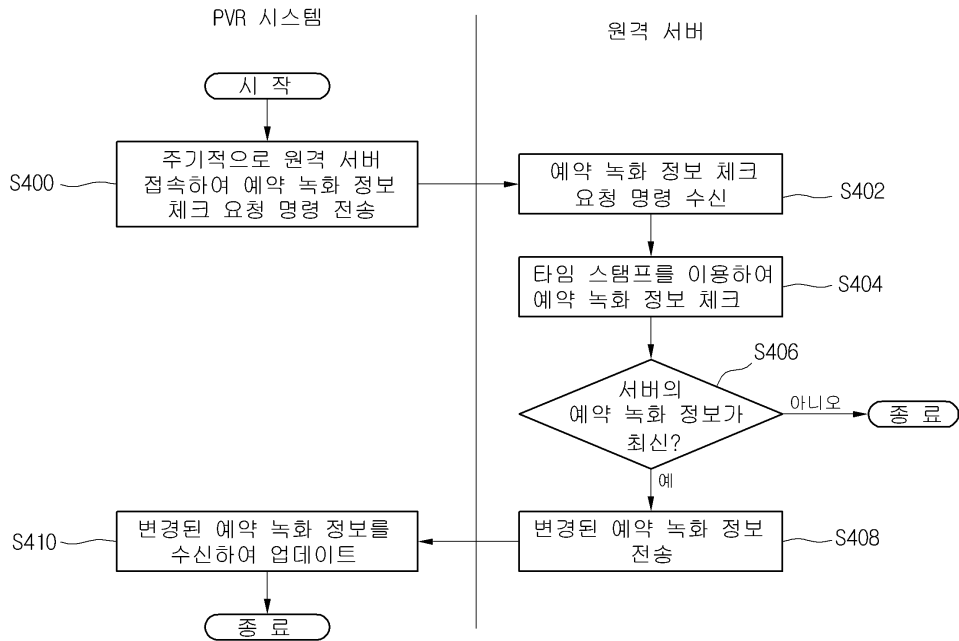 PVR 시스템
원격 서버
시 작
S400
주기적으로 원격 서버
접속하여 예약 녹화 정보
체크 요청 명령 전송
예약 녹화 정보 체크
요청 명령 수신
S402
타임 스탬프를 이용하여
예약 녹화 정보 체크
S404
S406
서버의
예약 녹화 정보가
최신?
아니오
종 료
예
S410
변경된 예약 녹화 정보를
수신하여 업데이트
변경된 예약 녹화 정보
전송
S408
종 료